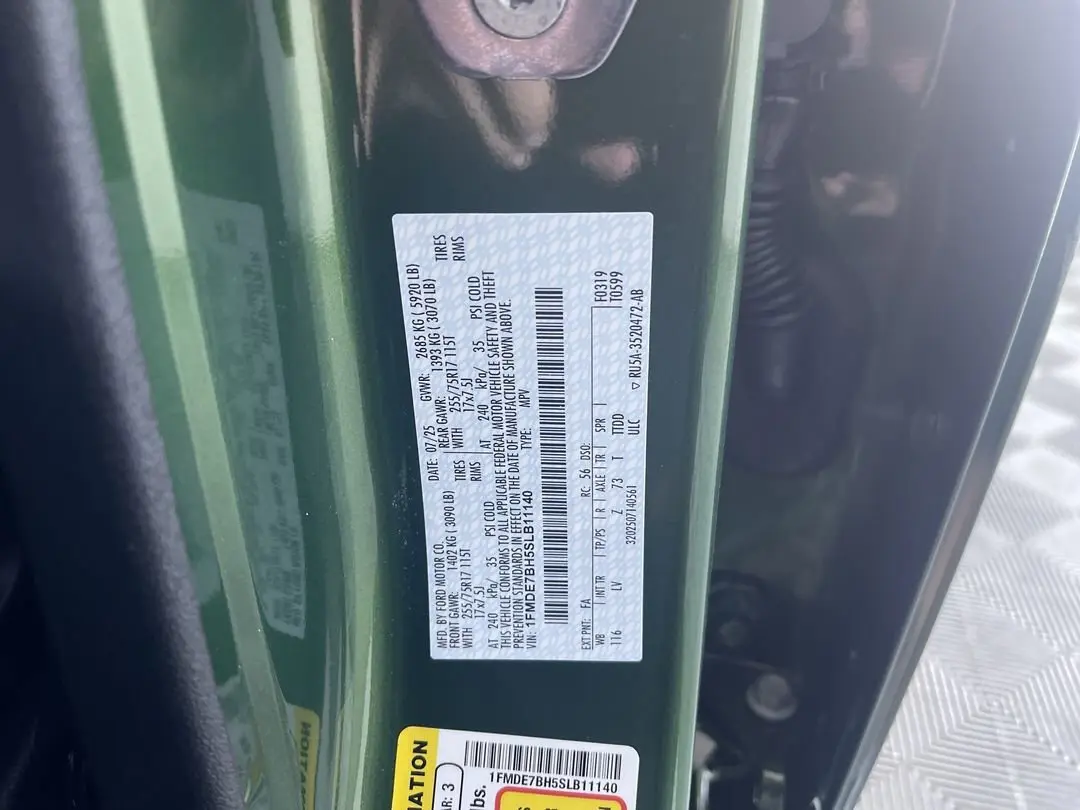 MFD. BY FORD MOTOR CO.
DATE: 07/25 GVWR: 2685 KG ( 5920 LB)
FRONT GAWR: 1402 KG ( 3090 LB) REAR GAWR: 1393 KG ( 3070 LB)
WITH 255/75R17 115T TIRES WITH 255/75R17 115T TIRES
17x7.5J RIMS 17x7.5J RIMS
AT 240 kPa/ 35 PSI COLD AT 240 kPa/ 35 PSI COLD
THIS VEHICLE CONFORMS TO ALL APPLICABLE FEDERAL MOTOR VEHICLE SAFETY AND THEFT
PREVENTION STANDARDS IN EFFECT ON THE DATE OF MANUFACTURE SHOWN ABOVE.
VIN: 1FMDE7BH5SLB11140 TYPE: MPV
EXT PNT: FA RC: 56 DSO: F0319
WB INT TR TP/PS R AXLE TR SPR T0599
116 LV Z 73 T TTDD
3202507140561 ULC ▽ RU5A-3520472-AB
1FMDE7BH5SLB11140